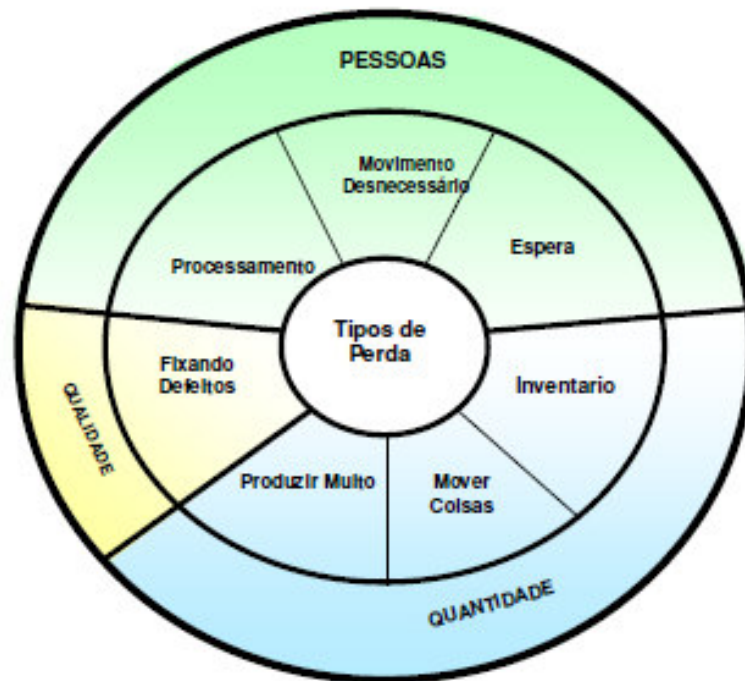 PESSOAS
Movimento
Desnecessário
Processamento
Espera
Tipos de
Perda
Fixando
Defeitos
Inventario
QUALIDADE
Produzir Muito
Mover
Coisas
QUANTIDADE